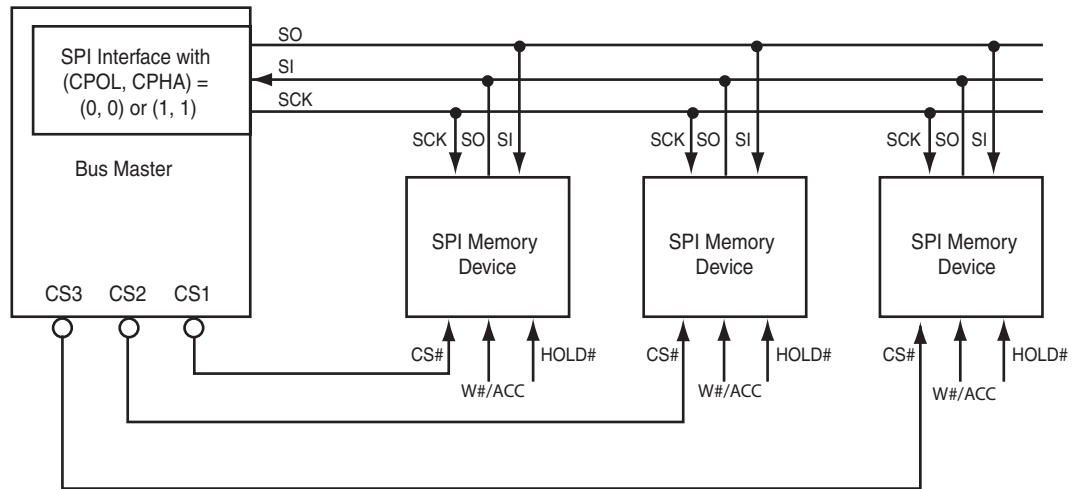 SO
SPI Interface with
(CPOL, CPHA) =
(0, 0) or (1, 1)
SI
SCK
Bus Master
SCK SO SI
SCK SO SI
SCK SO SI
SPI Memory
Device
SPI Memory
Device
SPI Memory
Device
CS3 CS2 CS1
CS# HOLD#
W#/ACC
CS# HOLD#
W#/ACC
CS# HOLD#
W#/ACC